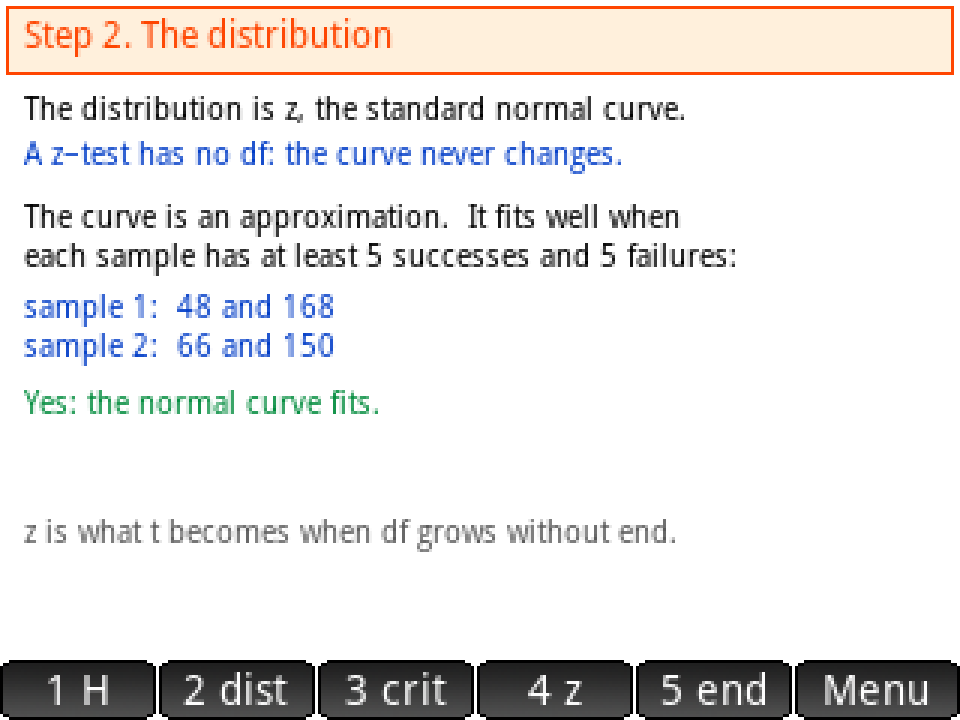 Step 2. The distribution
The distribution is z, the standard normal curve.
A z-test has no df: the curve never changes.
The curve is an approximation.  It fits well when
each sample has at least 5 successes and 5 failures:
sample 1:  48 and 168
sample 2:  66 and 150
Yes: the normal curve fits.
z is what t becomes when df grows without end.
1 H
2 dist
3 crit
4 z
5 end
Menu